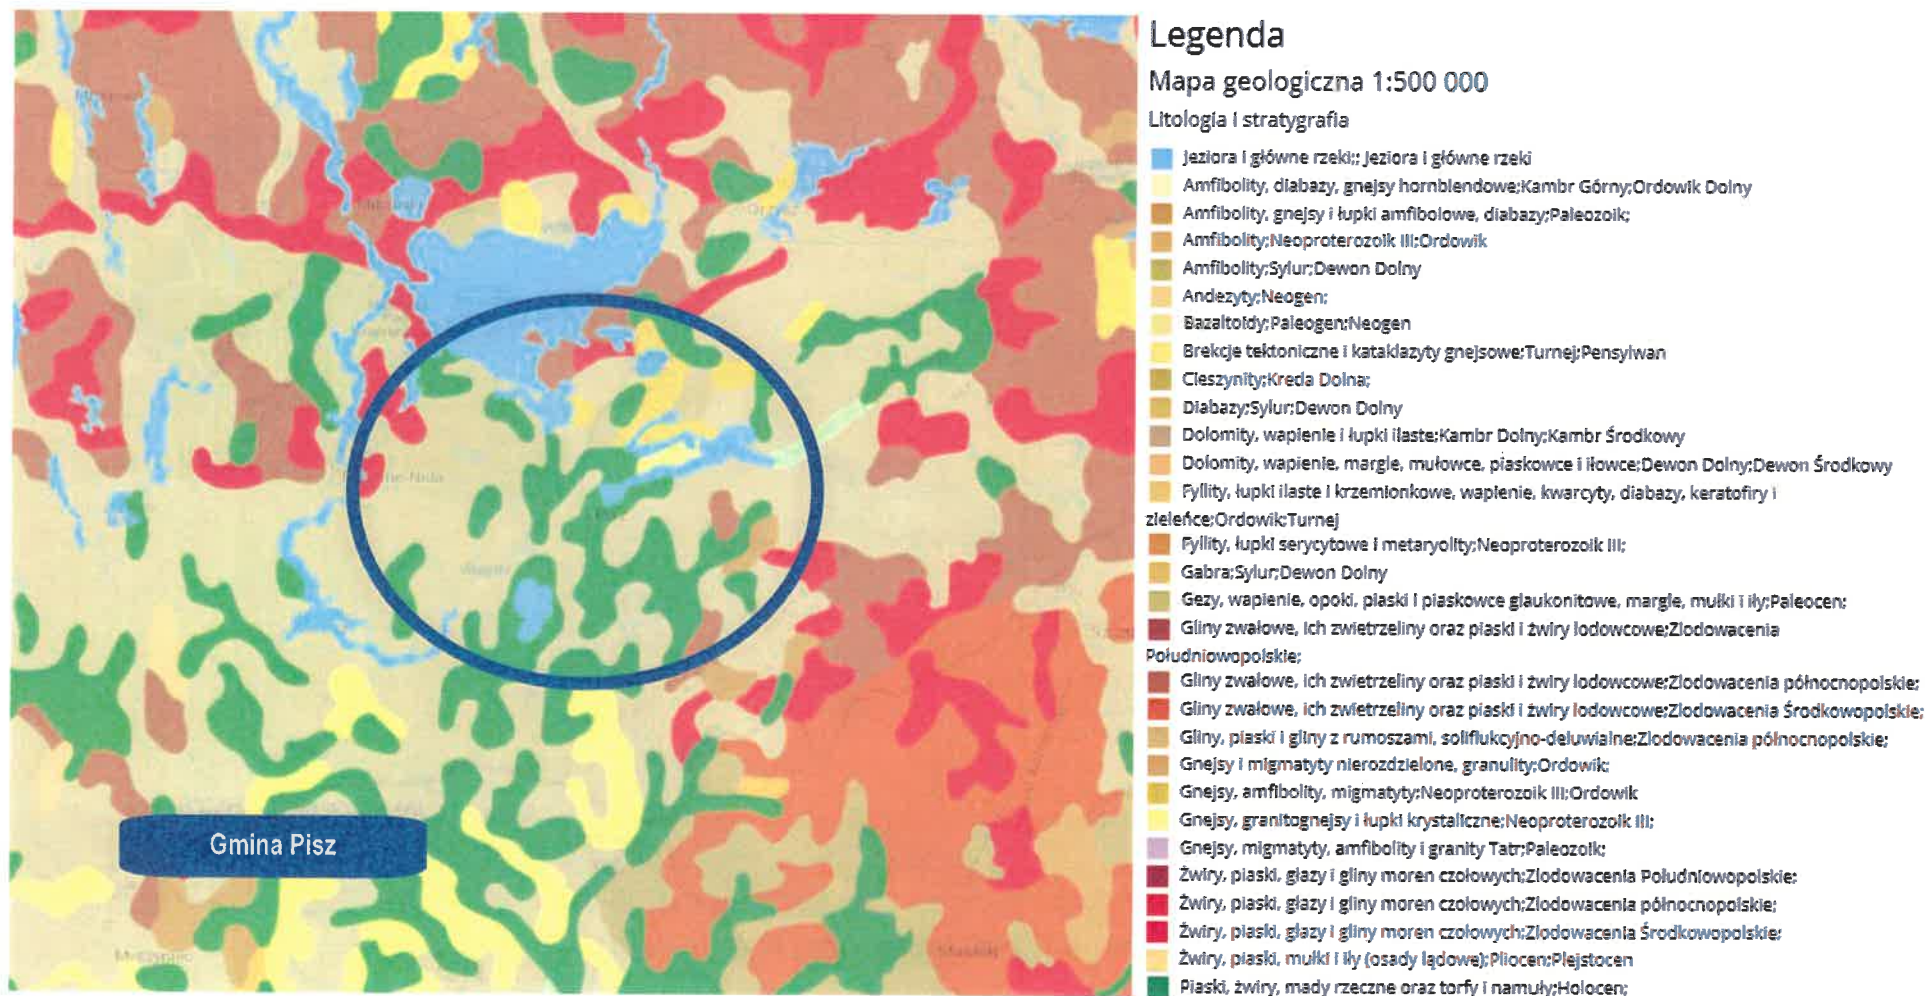 Legenda
Mapa geologiczna 1:500 000
Litologia i stratygrafia
Jeziora i główne rzeki;; Jeziora i główne rzeki
Amfibolity, diabazy, gnejsy hornblendowe;Kambr Górny;Ordowik Dolny
Amfibolity, gnejsy i łupki amfibolowe, diabazy;Paleozoik;
Amfibolity;Neoproterozoik III;Ordowik
Amfibolity;Sylur;Dewon Dolny
Andezyty;Neogen;
Bazaltoidy;Paleogen;Neogen
Brekcje tektoniczne i kataklazyty gnejsowe;Turnej;Pensylwan
Cieszynity;Kreda Dolna;
Diabazy;Sylur;Dewon Dolny
Dolomity, wapienie i łupki ilaste;Kambr Dolny;Kambr Środkowy
Dolomity, wapienie, margle, mułowce, piaskowce i iłowce;Dewon Dolny;Dewon Środkowy
Fyllity, łupki ilaste i krzemionkowe, wapienie, kwarcyty, diabazy, keratofiry i
zieleńce;Ordowik;Turnej
Fyllity, łupki serycytowe i metaryolity;Neoproterozoik III;
Gabra;Sylur;Dewon Dolny
Gezy, wapienie, opoki, piaski i piaskowce glaukonitowe, margle, mułki i iły;Paleocen;
Gliny zwałowe, ich zwietrzeliny oraz piaski i żwiry lodowcowe;Zlodowacenia
Południowopolskie;
Gliny zwałowe, ich zwietrzeliny oraz piaski i żwiry lodowcowe;Zlodowacenia północnopolskie;
Gliny zwałowe, ich zwietrzeliny oraz piaski i żwiry lodowcowe;Zlodowacenia Środkowopolskie;
Gliny, piaski i gliny z rumoszami, soliflukcyjno-deluwialne;Zlodowacenia północnopolskie;
Gnejsy i migmatyty nierozdzielone, granulity;Ordowik;
Gnejsy, amfibolity, migmatyty;Neoproterozoik III;Ordowik
Gnejsy, granitognejsy i łupki krystaliczne;Neoproterozoik III;
Gnejsy, migmatyty, amfibolity i granity Tatr;Paleozoik;
Żwiry, piaski, głazy i gliny moren czołowych;Zlodowacenia Południowopolskie;
Żwiry, piaski, głazy i gliny moren czołowych;Zlodowacenia północnopolskie;
Żwiry, piaski, głazy i gliny moren czołowych;Zlodowacenia Środkowopolskie;
Żwiry, piaski, mułki i iły (osady lądowe);Pliocen;Plejstocen
Piaski, żwiry, mady rzeczne oraz torfy i namuły;Holocen;
Gmina Pisz